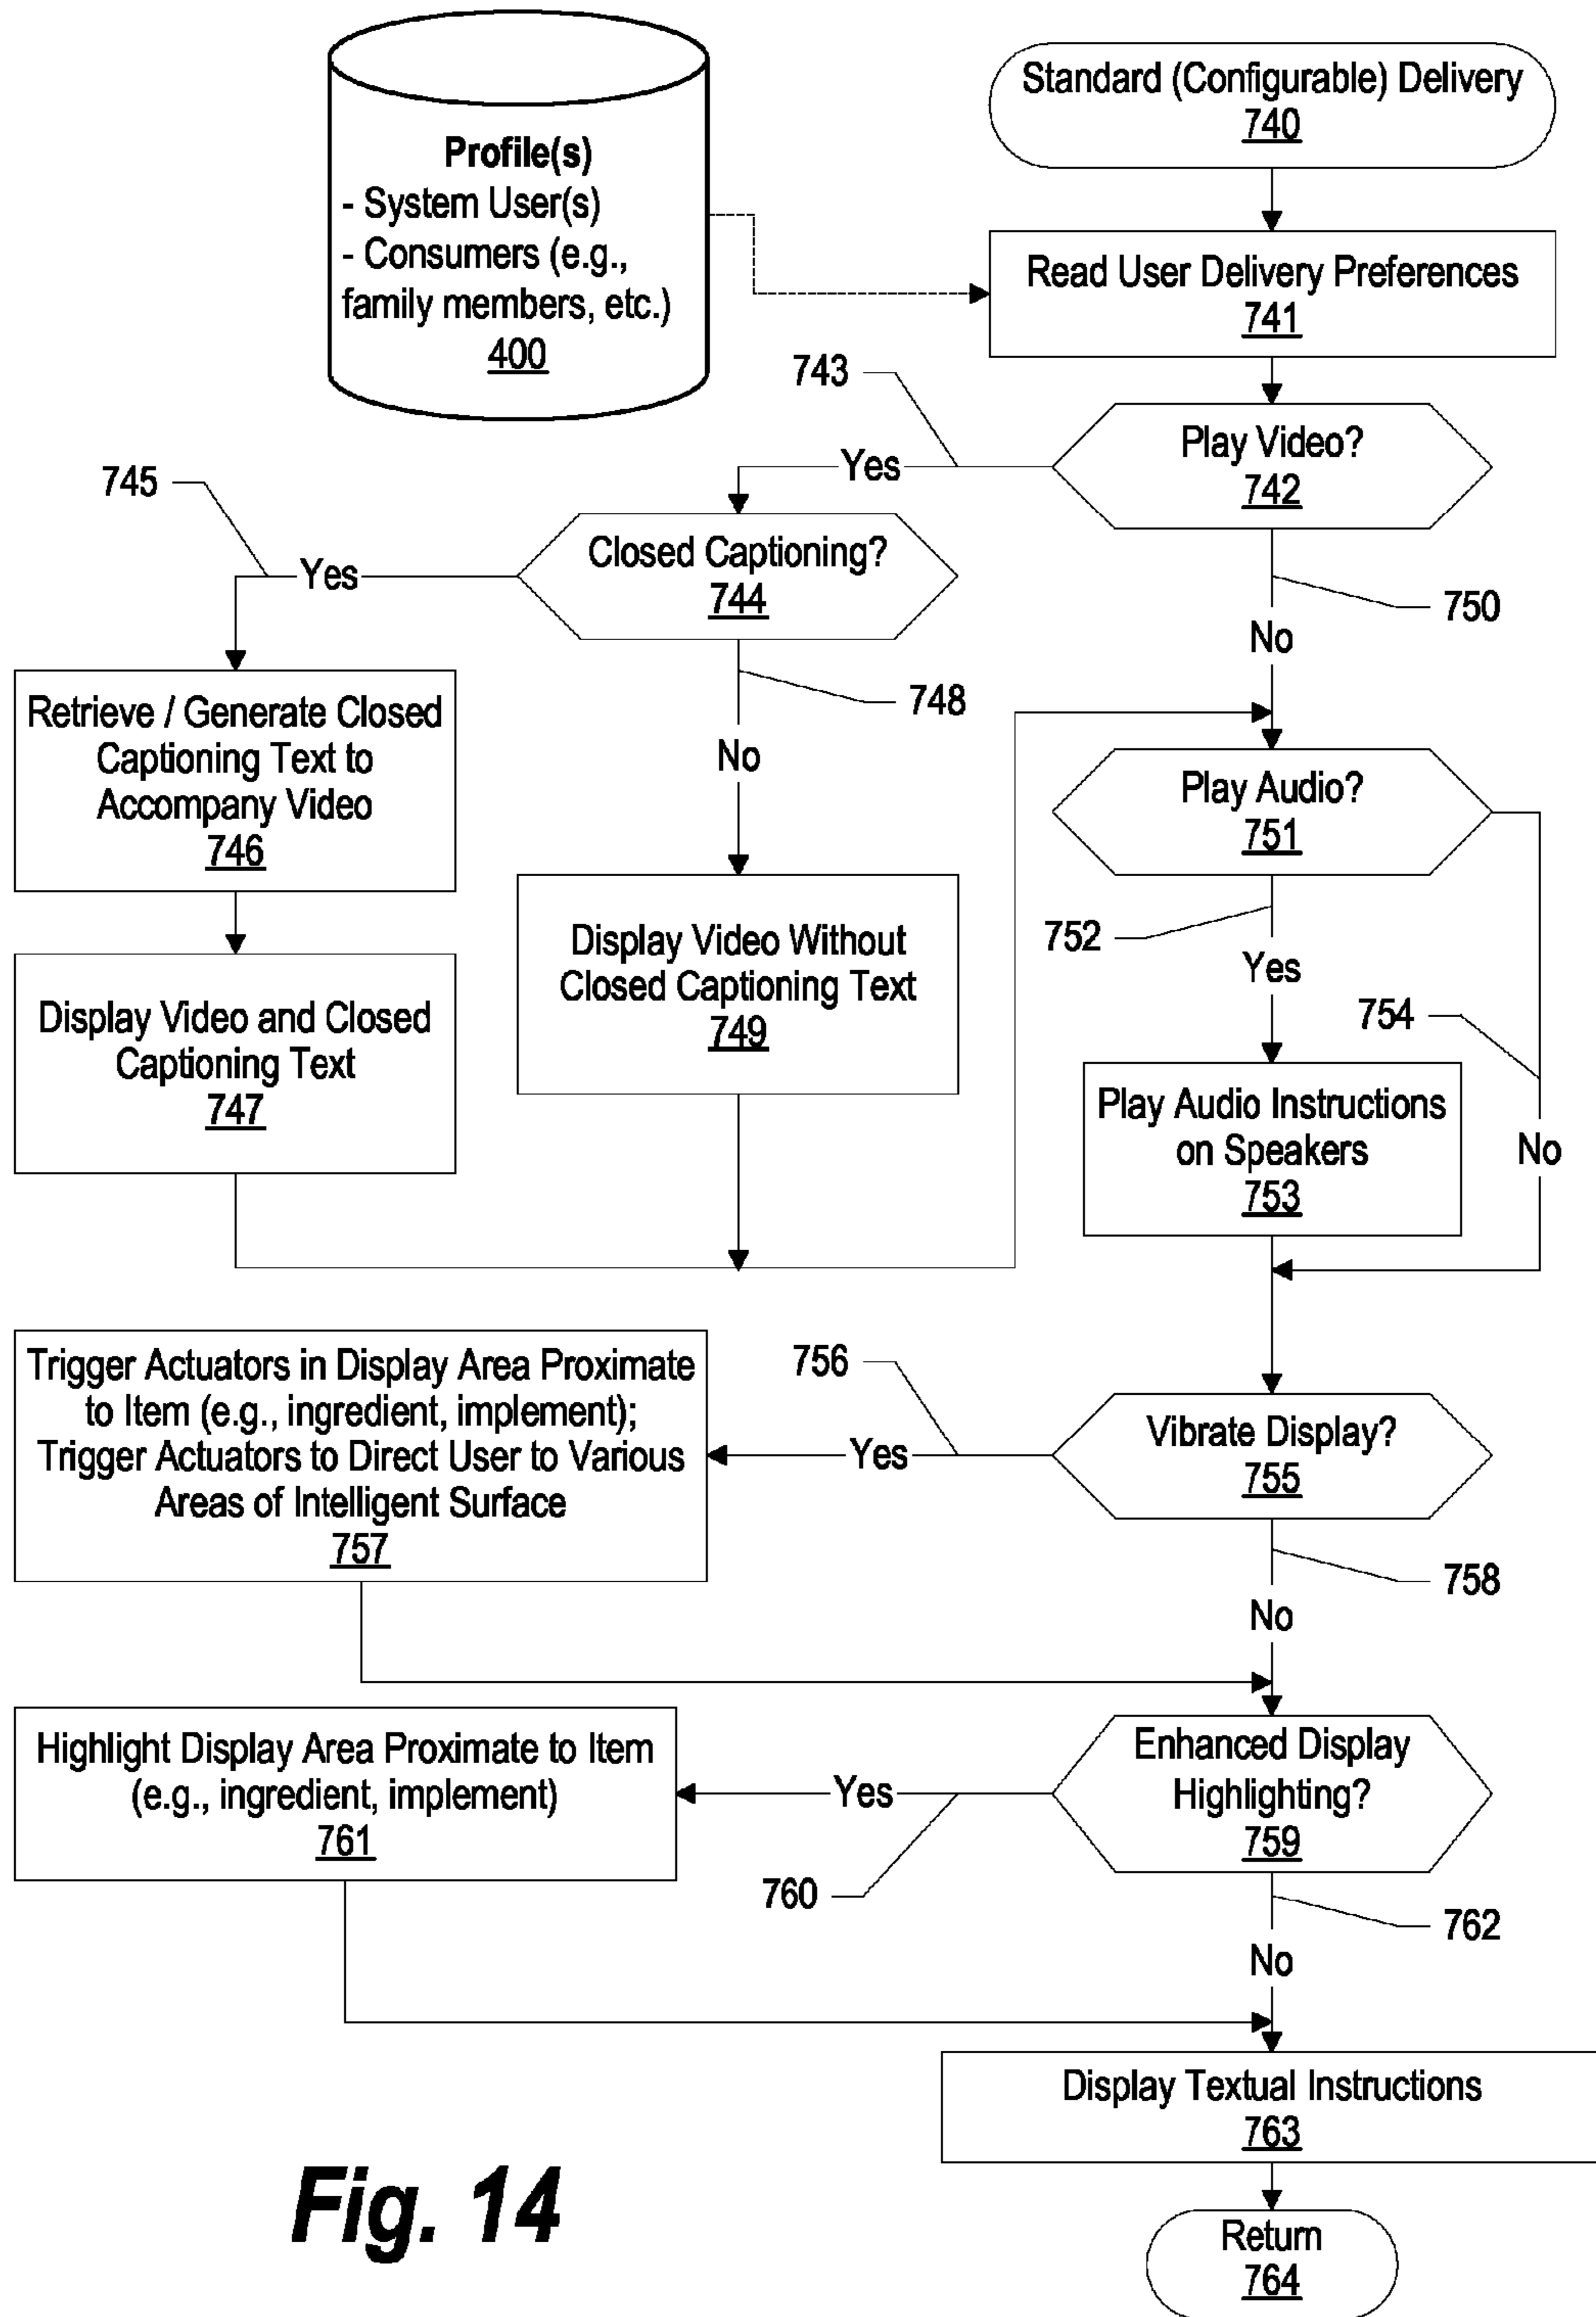 Profile(s)
- System User(s)
- Consumers (e.g.,
family members, etc.)
400
Standard (Configurable) Delivery
740
Read User Delivery Preferences
741
743
Play Video?
742
Yes
745
Closed Captioning?
744
Yes
750
No
748
No
Retrieve / Generate Closed
Captioning Text to
Accompany Video
746
Play Audio?
751
Display Video Without
Closed Captioning Text
749
752
Yes
754
No
Display Video and Closed
Captioning Text
747
Play Audio Instructions
on Speakers
753
Trigger Actuators in Display Area Proximate
to Item (e.g., ingredient, implement);
Trigger Actuators to Direct User to Various
Areas of Intelligent Surface
757
756
Yes
Vibrate Display?
755
758
No
Highlight Display Area Proximate to Item
(e.g., ingredient, implement)
761
Yes
760
Enhanced Display
Highlighting?
759
762
No
Display Textual Instructions
763
Return
764
Fig. 14